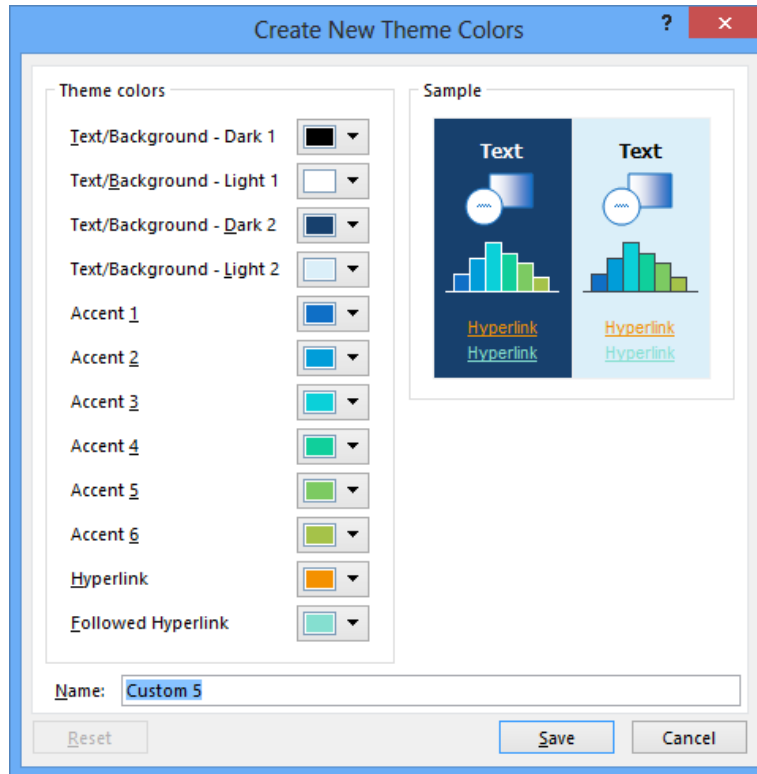 Create New Theme Colors
?
Theme colors
Text/Background - Dark 1
Text/Background - Light 1
Text/Background - Dark 2
Text/Background - Light 2
Accent 1
Accent 2
Accent 3
Accent 4
Accent 5
Accent 6
Hyperlink
Followed Hyperlink
Sample
Text
Hyperlink
Hyperlink
Text
Hyperlink
Hyperlink
Name: Custom 5
Reset
Save
Cancel